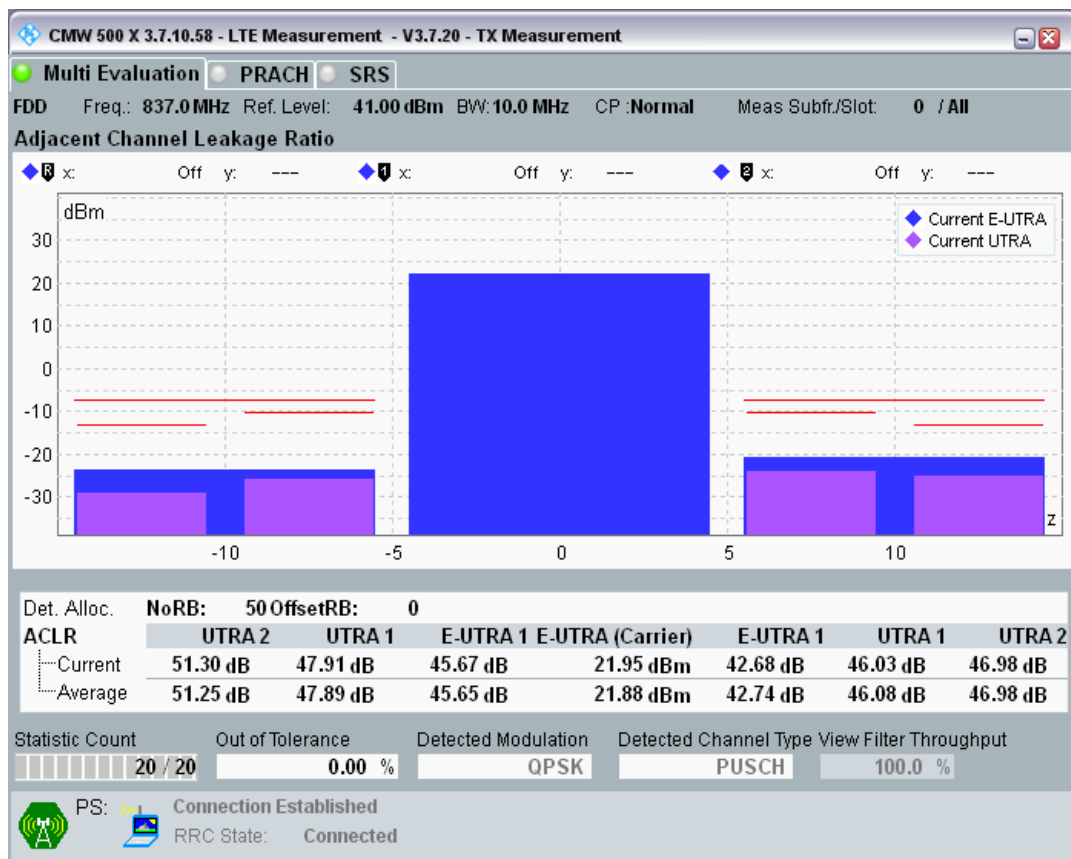 CMW 500 X 3.7.10.58 - LTE Measurement - V3.7.20 - TX Measurement
Multi Evaluation PRACH SRS
FDD Freq.: 837.0 MHz Ref. Level: 41.00 dBm BW: 10.0 MHz CP :Normal Meas Subfr./Slot: 0 / All
Adjacent Channel Leakage Ratio
R x: Off y: --- 1 x: Off y: --- 2 x: Off y: ---
dBm
Current E-UTRA
Current UTRA
30
20
10
0
-10
-20
-30
z
-10 -5 0 5 10
Det. Alloc. NoRB: 50 OffsetRB: 0
ACLR UTRA 2 UTRA 1 E-UTRA 1 E-UTRA (Carrier) E-UTRA 1 UTRA 1 UTRA 2
Current 51.30 dB 47.91 dB 45.67 dB 21.95 dBm 42.68 dB 46.03 dB 46.98 dB
Average 51.25 dB 47.89 dB 45.65 dB 21.88 dBm 42.74 dB 46.08 dB 46.98 dB
Statistic Count Out of Tolerance Detected Modulation Detected Channel Type View Filter Throughput
20 / 20 0.00 % QPSK PUSCH 100.0 %
PS: Connection Established
RRC State: Connected